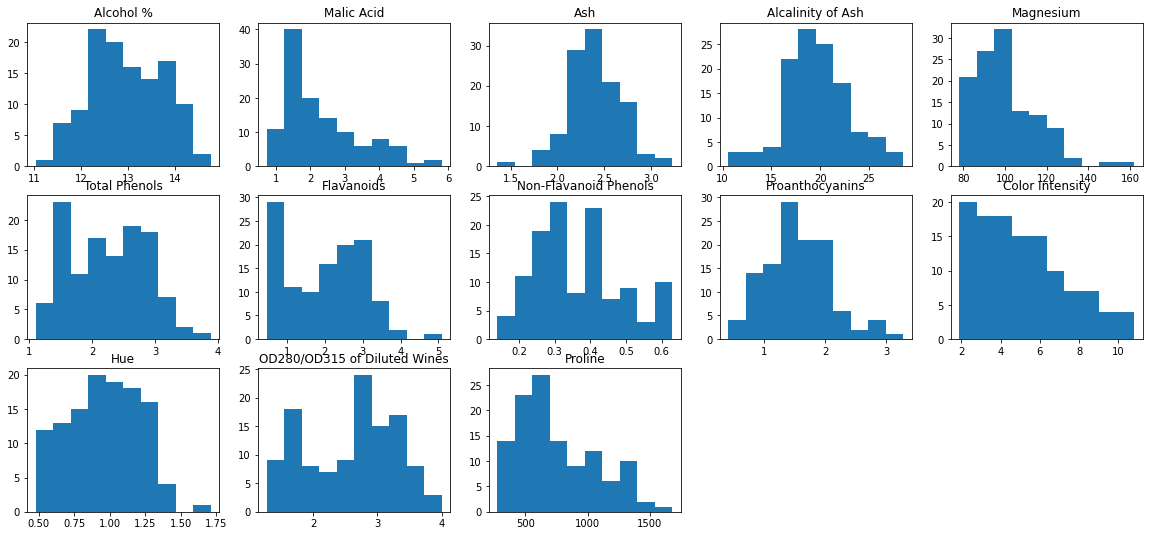 Alcohol % Malic Acid Ash Alcalinity of Ash Magnesium
20 15 10 5 0
40 30 20 10 0
30 20 10 0
25 20 15 10 5 0
30 25 20 15 10 5 0
11 12 13 14
1 2 3 4 5 6
1.5 2.0 2.5 3.0
10 15 20 25
80 100 120 140 160
Total Phenols Flavanoids Non-Flavanoid Phenols Proanthocyanins Color Intensity
20 15 10 5 0
30 25 20 15 10 5 0
25 20 15 10 5 0
30 25 20 15 10 5 0
20 15 10 5 0
1 2 3 4
1 2 3 4 5
0.2 0.3 0.4 0.5 0.6
1 2 3
2 4 6 8 10
Hue OD280/OD315 of Diluted Wines Proline
20 15 10 5 0
25 20 15 10 5 0
25 20 15 10 5 0
0.50 0.75 1.00 1.25 1.50 1.75
2 3 4
500 1000 1500